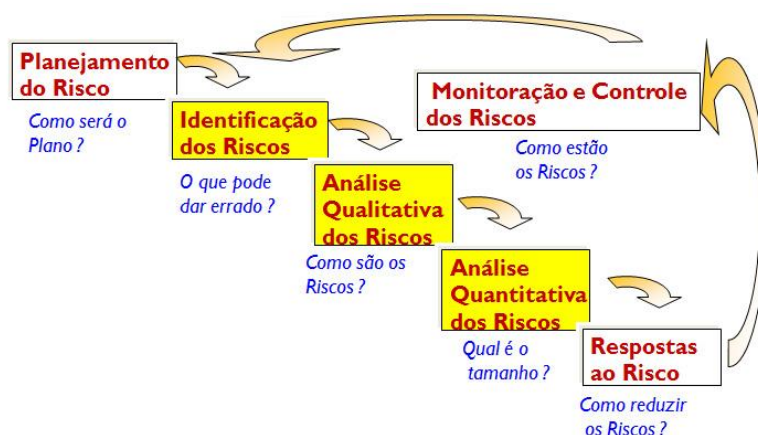 Planejamento
do Risco
Como será o
Plano ?
Identificação
dos Riscos
O que pode
dar errado ?
Análise
Qualitativa
dos Riscos
Como são os
Riscos ?
Análise
Quantitativa
dos Riscos
Qual é o
tamanho ?
Respostas
ao Risco
Como reduzir
os Riscos ?
Monitoração e Controle
dos Riscos
Como estão
os Riscos ?